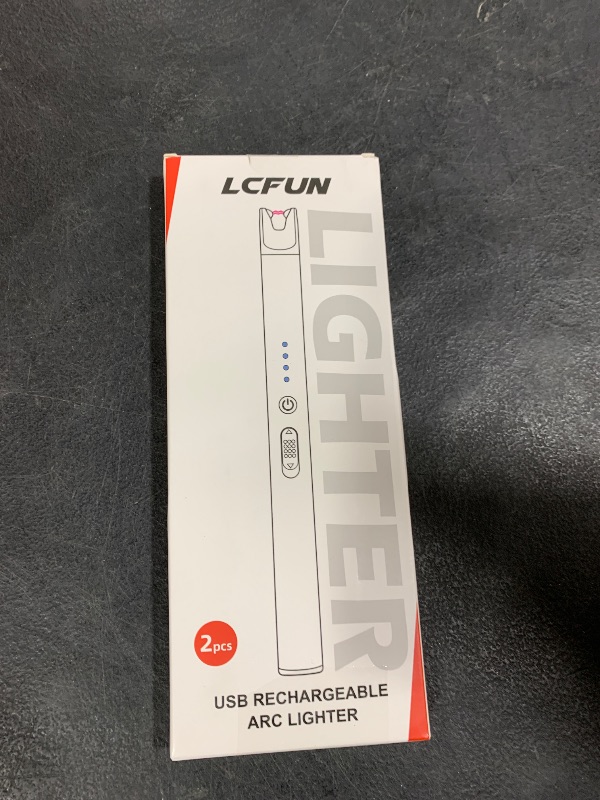 LCFUN
LIGHTER
2pcs
USB RECHARGEABLE
ARC LIGHTER